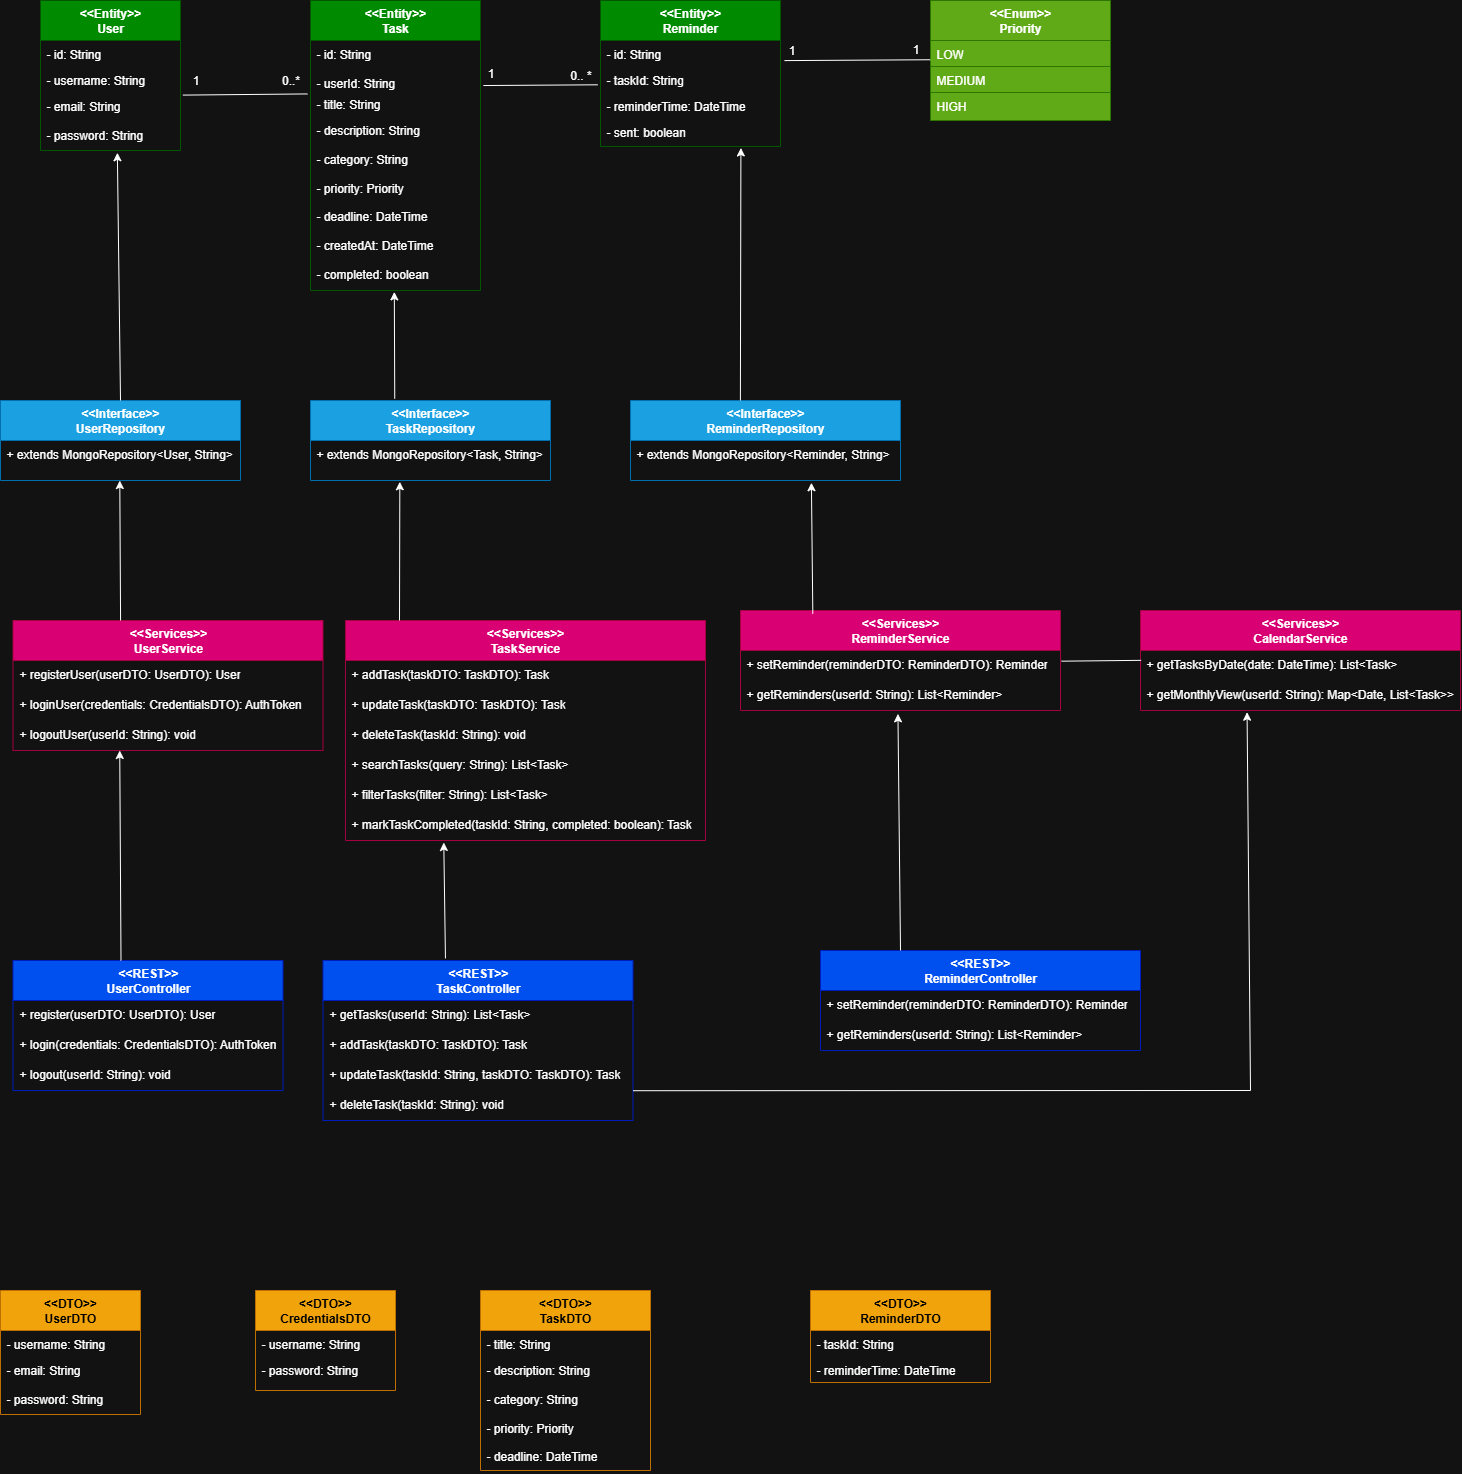 <<Entity>>
User
- id: String
- username: String
- email: String
- password: String
1
0..*
<<Entity>>
Task
- id: String
- userId: String
- title: String
- description: String
- category: String
- priority: Priority
- deadline: DateTime
- createdAt: DateTime
- completed: boolean
1
0.. *
<<Entity>>
Reminder
- id: String
- taskId: String
- reminderTime: DateTime
- sent: boolean
1
1
<<Enum>>
Priority
LOW
MEDIUM
HIGH
<<Interface>>
UserRepository
+ extends MongoRepository<User, String>
<<Interface>>
TaskRepository
+ extends MongoRepository<Task, String>
<<Interface>>
ReminderRepository
+ extends MongoRepository<Reminder, String>
<<Services>>
UserService
+ registerUser(userDTO: UserDTO): User
+ loginUser(credentials: CredentialsDTO): AuthToken
+ logoutUser(userId: String): void
<<Services>>
TaskService
+ addTask(taskDTO: TaskDTO): Task
+ updateTask(taskDTO: TaskDTO): Task
+ deleteTask(taskId: String): void
+ searchTasks(query: String): List<Task>
+ filterTasks(filter: String): List<Task>
+ markTaskCompleted(taskId: String, completed: boolean): Task
<<Services>>
ReminderService
+ setReminder(reminderDTO: ReminderDTO): Reminder
+ getReminders(userId: String): List<Reminder>
<<Services>>
CalendarService
+ getTasksByDate(date: DateTime): List<Task>
+ getMonthlyView(userId: String): Map<Date, List<Task>>
<<REST>>
UserController
+ register(userDTO: UserDTO): User
+ login(credentials: CredentialsDTO): AuthToken
+ logout(userId: String): void
<<REST>>
TaskController
+ getTasks(userId: String): List<Task>
+ addTask(taskDTO: TaskDTO): Task
+ updateTask(taskId: String, taskDTO: TaskDTO): Task
+ deleteTask(taskId: String): void
<<REST>>
ReminderController
+ setReminder(reminderDTO: ReminderDTO): Reminder
+ getReminders(userId: String): List<Reminder>
<<DTO>>
UserDTO
- username: String
- email: String
- password: String
<<DTO>>
CredentialsDTO
- username: String
- password: String
<<DTO>>
TaskDTO
- title: String
- description: String
- category: String
- priority: Priority
- deadline: DateTime
<<DTO>>
ReminderDTO
- taskId: String
- reminderTime: DateTime